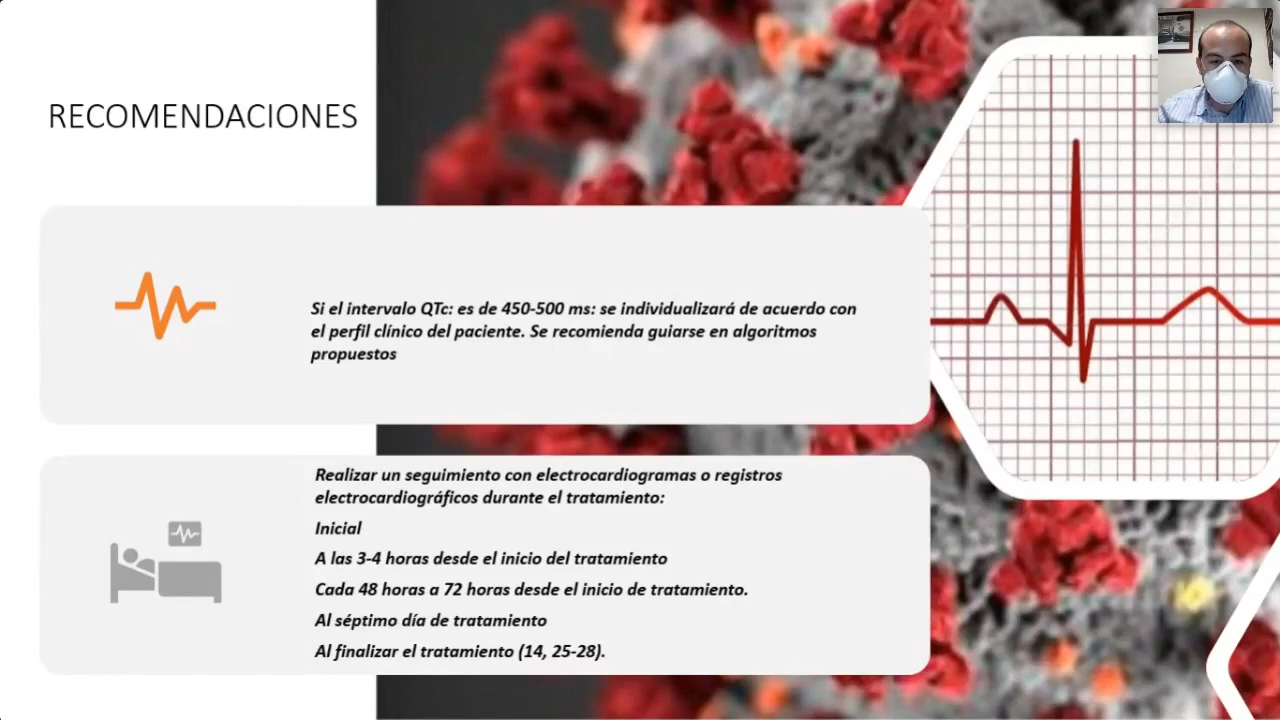 RECOMENDACIONES
Si el intervalo QTc: es de 450-500 ms: se individualizará de acuerdo con
el perfil clínico del paciente. Se recomienda guiarse en algoritmos
propuestos
Realizar un seguimiento con electrocardiogramas o registros
electrocardiográficos durante el tratamiento:
Inicial
A las 3-4 horas desde el inicio del tratamiento
Cada 48 horas a 72 horas desde el inicio de tratamiento.
Al séptimo día de tratamiento
Al finalizar el tratamiento (14, 25-28).